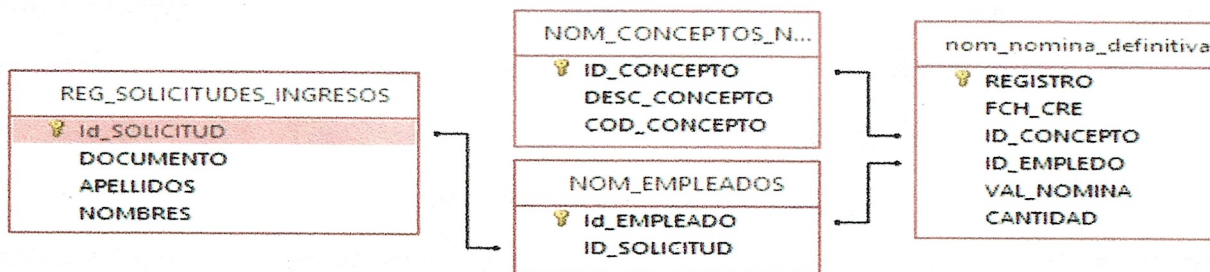 REG_SOLICITUDES_INGRESOS
Id_SOLICITUD
DOCUMENTO
APELLIDOS
NOMBRES
NOM_CONCEPTOS_N...
ID_CONCEPTO
DESC_CONCEPTO
COD_CONCEPTO
NOM_EMPLEADOS
Id_EMPLEADO
ID_SOLICITUD
nom_nomina_definitiva
REGISTRO
FCH_CRE
ID_CONCEPTO
ID_EMPLEDO
VAL_NOMINA
CANTIDAD